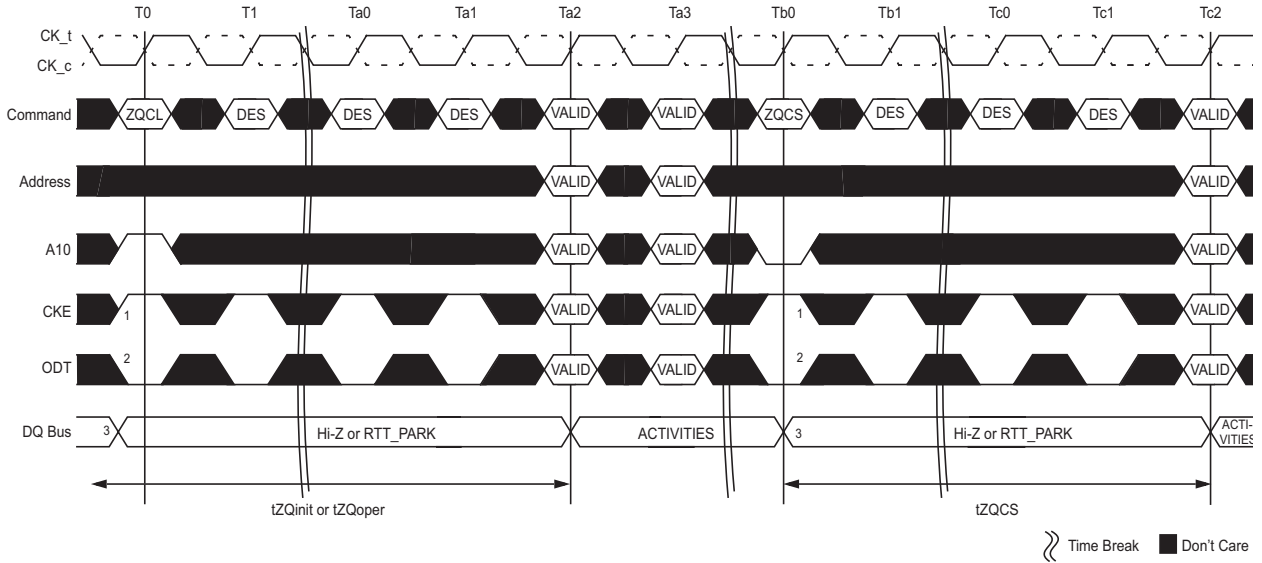 T0 T1 Ta0 Ta1 Ta2 Ta3 Tb0 Tb1 Tc0 Tc1 Tc2
CK_t
CK_c
Command ZQCL DES DES DES VALID VALID ZQCS DES DES DES VALID
Address VALID VALID VALID
A10 VALID VALID VALID
CKE 1 VALID VALID 1 VALID
ODT 2 VALID VALID 2 VALID
DQ Bus 3 Hi-Z or RTT_PARK ACTIVITIES 3 Hi-Z or RTT_PARK ACTI-
VITIES
tZQinit or tZQoper tZQCS
Time Break Don't Care